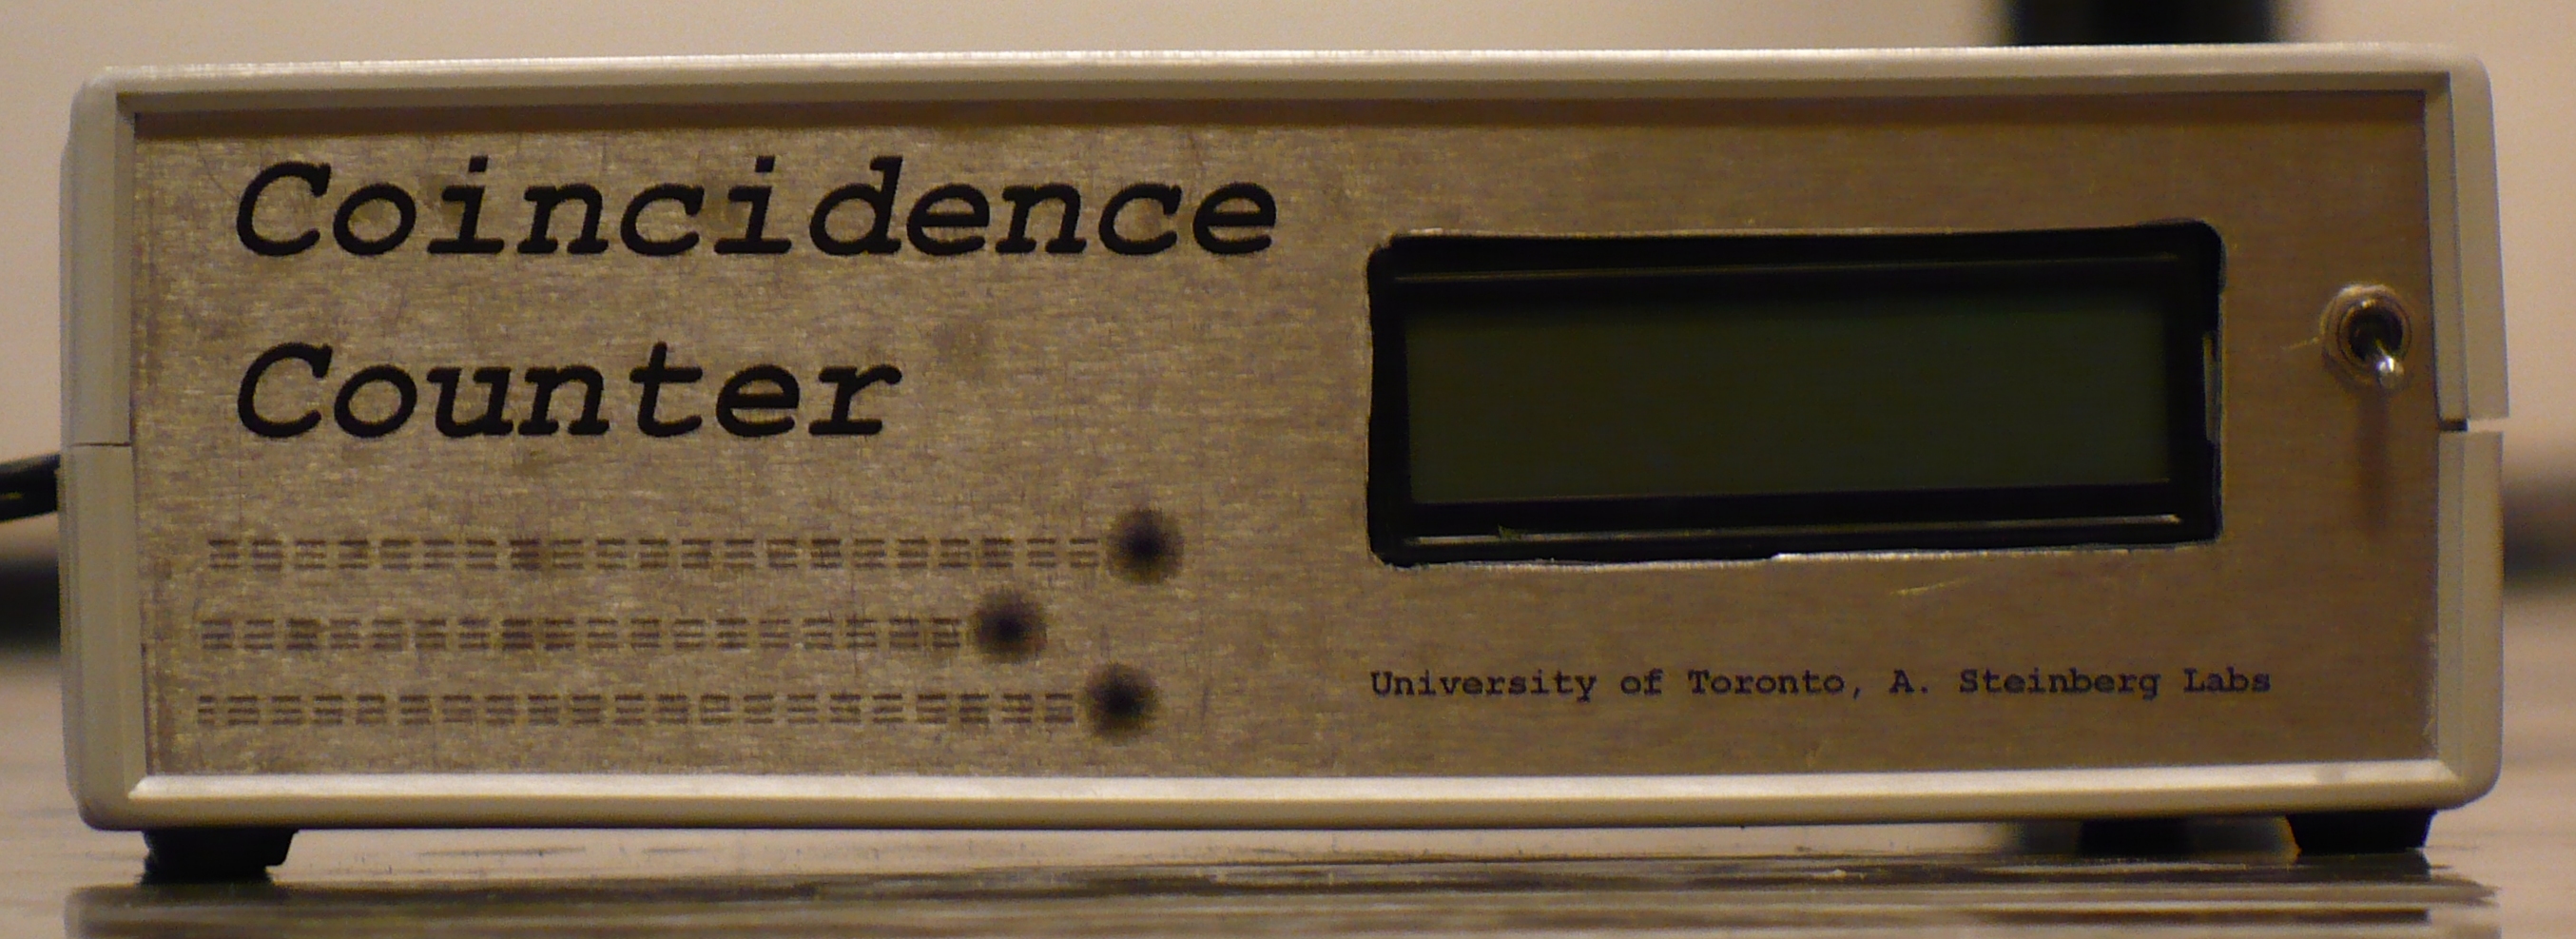 Coincidence
Counter
University of Toronto, A. Steinberg Labs